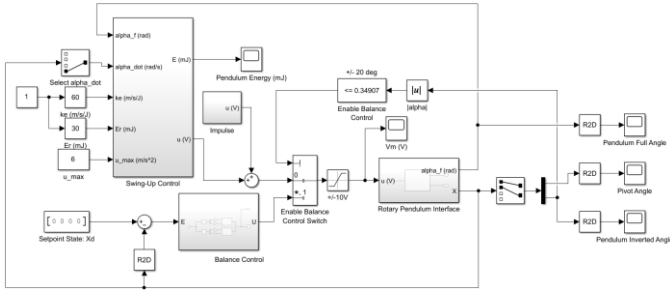 alpha_f (rad)
alpha_dot (rad/s)
ke (m/s/J)
Er (mJ)
u_max (m/s^2)
E (mJ)
u (V)
Swing-Up Control
Select alpha_dot
1
60
ke (m/s/J)
30
Er (mJ)
6
u_max
Pendulum Energy (mJ)
u (V)
Impulse
+/- 20 deg
<= 0.34907
Enable Balance
Control
|u|
|alpha|
Vm (V)
0
*, 1
Enable Balance
Control Switch
+/-10V
u (V)
alpha_f (rad)
X
Rotary Pendulum Interface
R2D
Pendulum Full Angle
R2D
Pivot Angle
R2D
Pendulum Inverted Angle
[ 0 0 0 0 ]
Setpoint State: Xd
R2D
E
U
Balance Control